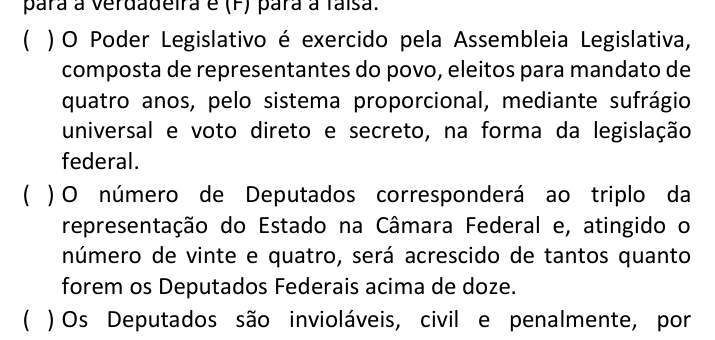 para a verdadeira e (F) para a falsa.
( ) O Poder Legislativo é exercido pela Assembleia Legislativa,
composta de representantes do povo, eleitos para mandato de
quatro anos, pelo sistema proporcional, mediante sufrágio
universal e voto direto e secreto, na forma da legislação
federal.
( ) O número de Deputados corresponderá ao triplo da
representação do Estado na Câmara Federal e, atingido o
número de vinte e quatro, será acrescido de tantos quanto
forem os Deputados Federais acima de doze.
( ) Os Deputados são invioláveis, civil e penalmente, por